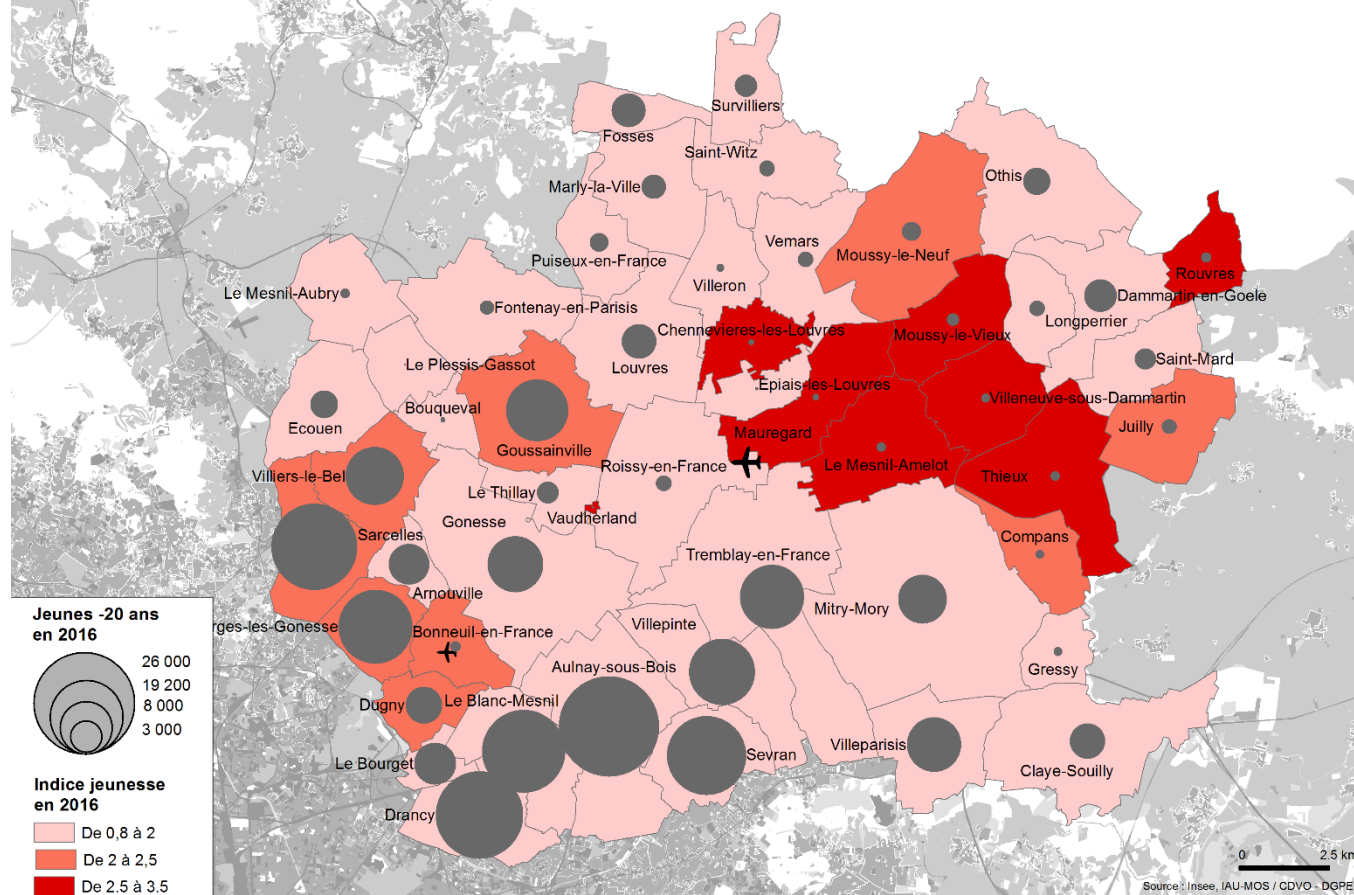 Survilliers
Fosses
Saint-Witz
Othis
Marly-la-Ville
Vemars
Moussy-le-Neuf
Puiseux-en-France
Rouvres
Villeron
Le Mesnil-Aubry
Dammartin-en-Goele
Fontenay-en-Parisis
Longperrier
Chennevieres-les-Louvres
Moussy-le-Vieux
Saint-Mard
Le Plessis-Gassot
Louvres
Epiais-les-Louvres
Villeneuve-sous-Dammartin
Bouqueval
Ecouen
Juilly
Mauregard
Goussainville
Roissy-en-France
Le Mesnil-Amelot
Villiers-le-Bel
Thieux
Le Thillay
Vaudherland
Gonesse
Sarcelles
Compans
Tremblay-en-France
Arnouville
Mitry-Mory
rges-les-Gonesse
Bonneuil-en-France
Villepinte
Aulnay-sous-Bois
Gressy
Dugny
Le Blanc-Mesnil
Villeparisis
Sevran
Le Bourget
Claye-Souilly
Drancy
Jeunes -20 ans
en 2016
26 000
19 200
8 000
3 000
Indice jeunesse
en 2016
De 0,8 à 2
De 2 à 2,5
De 2,5 à 3,5
0 2.5 km
Source : Insee, IAU-MOS / CDVO - DGPE